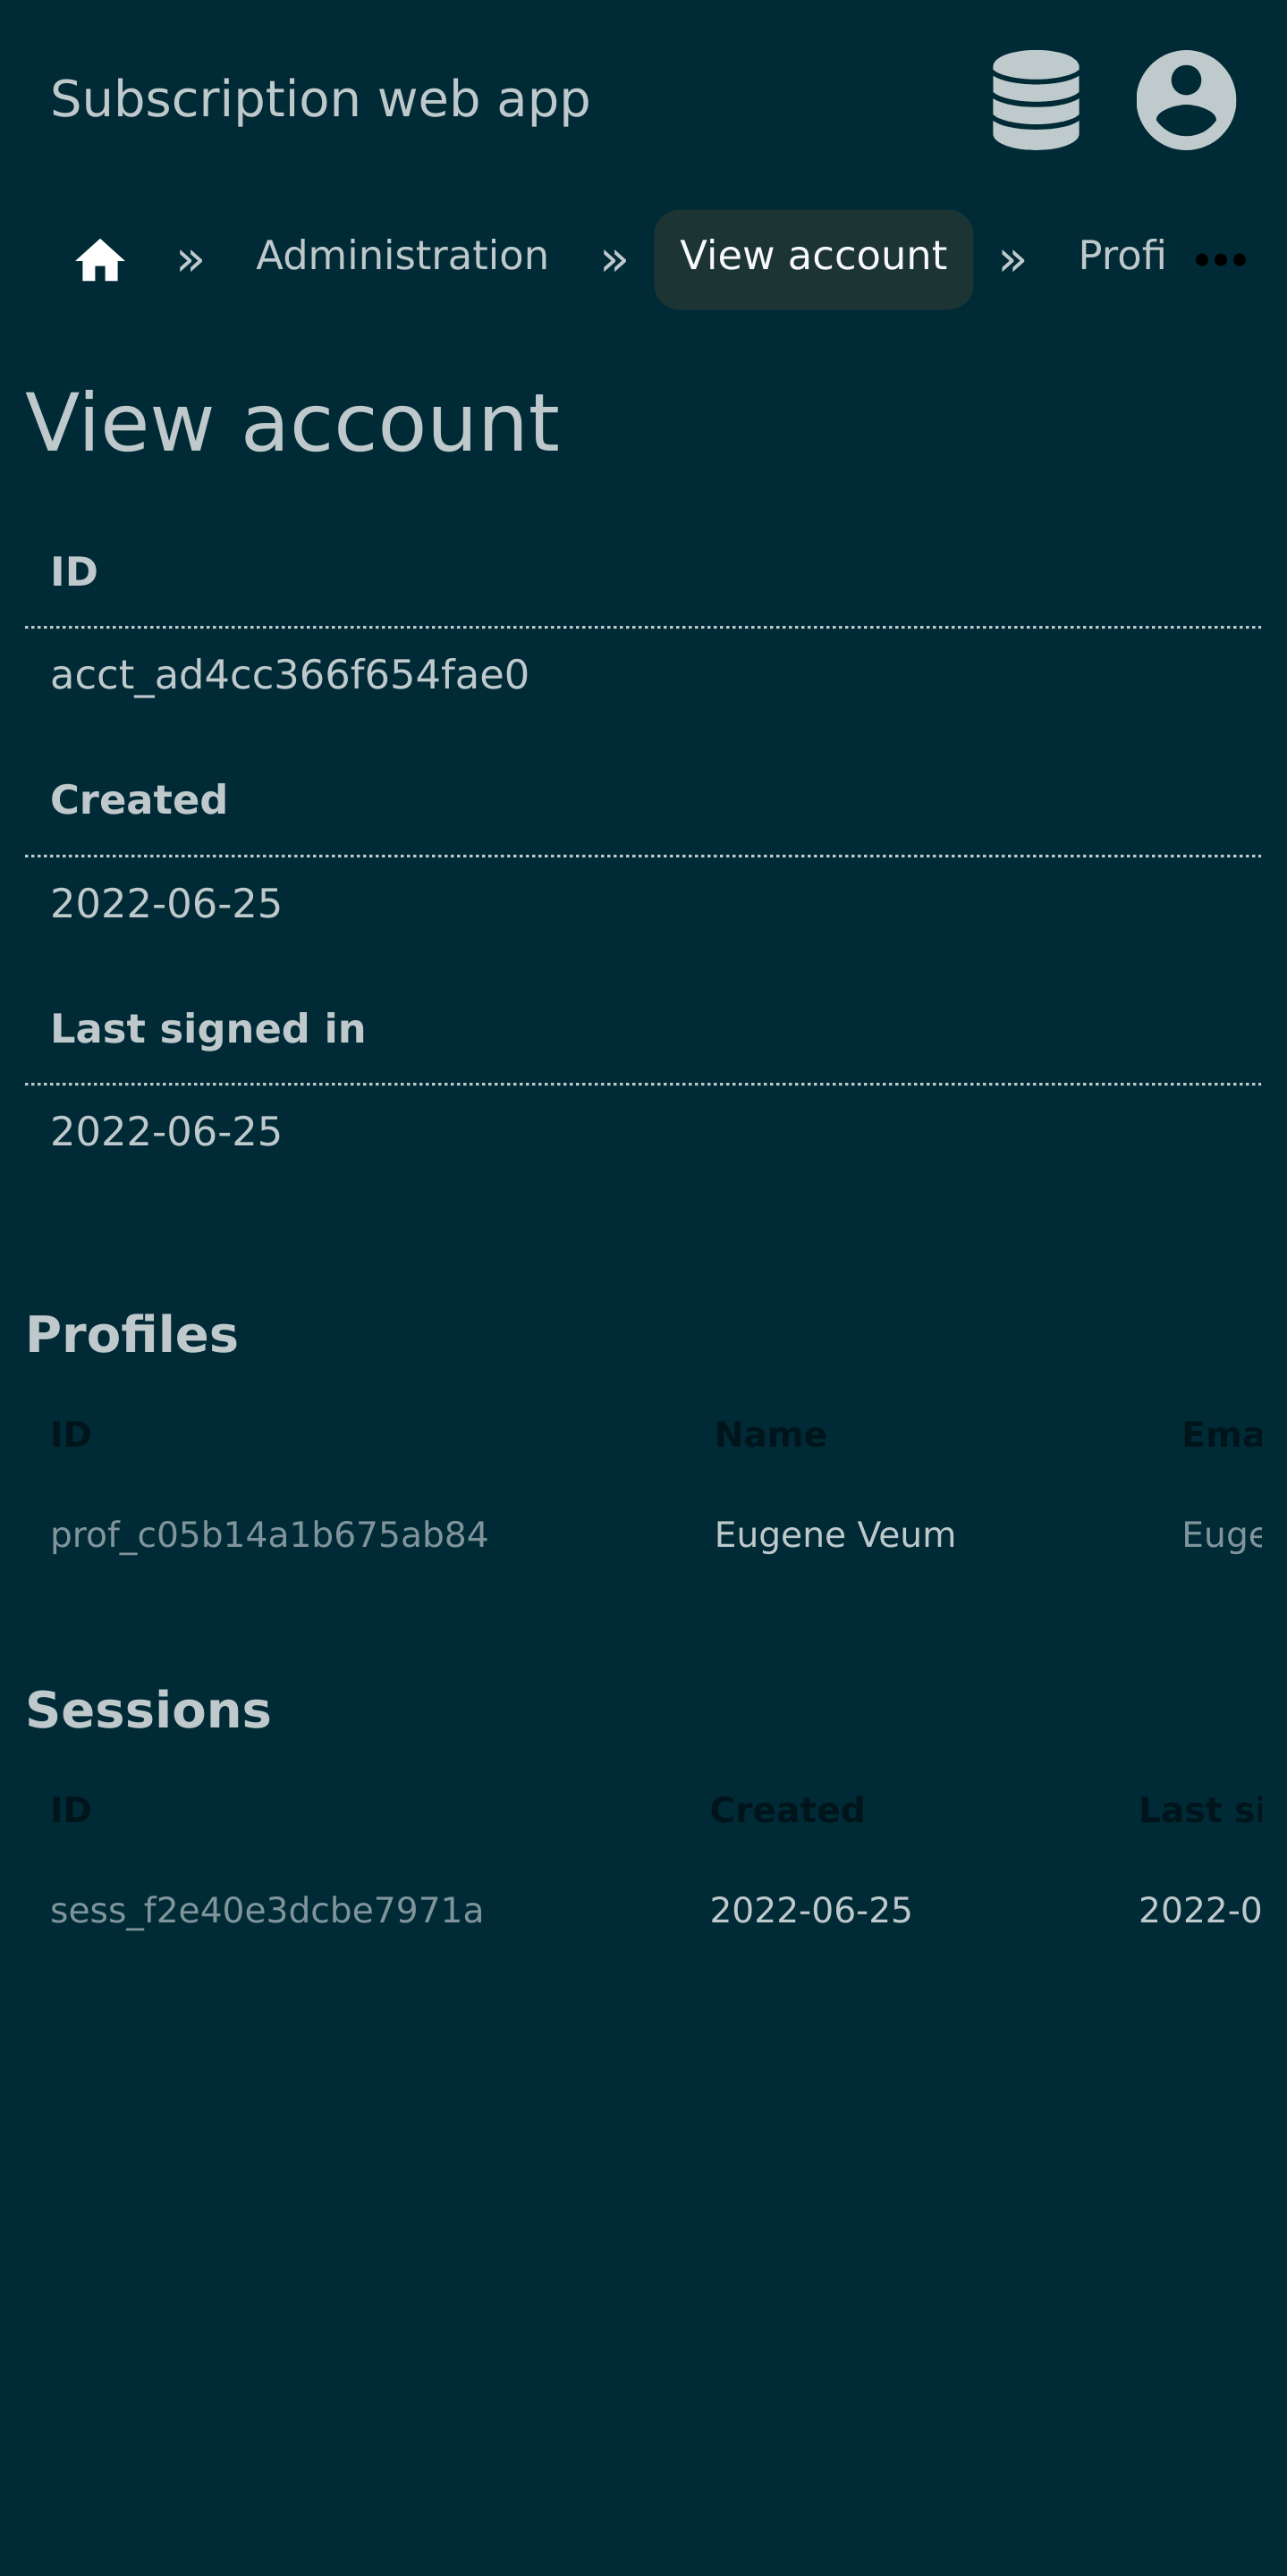 Subscription web app
» Administration » View account » Profi •••
View account
ID
acct_ad4cc366f654fae0
Created
2022-06-25
Last signed in
2022-06-25
Profiles
ID Name Ema
prof_c05b14a1b675ab84 Eugene Veum Euge
Sessions
ID Created Last si
sess_f2e40e3dcbe7971a 2022-06-25 2022-0